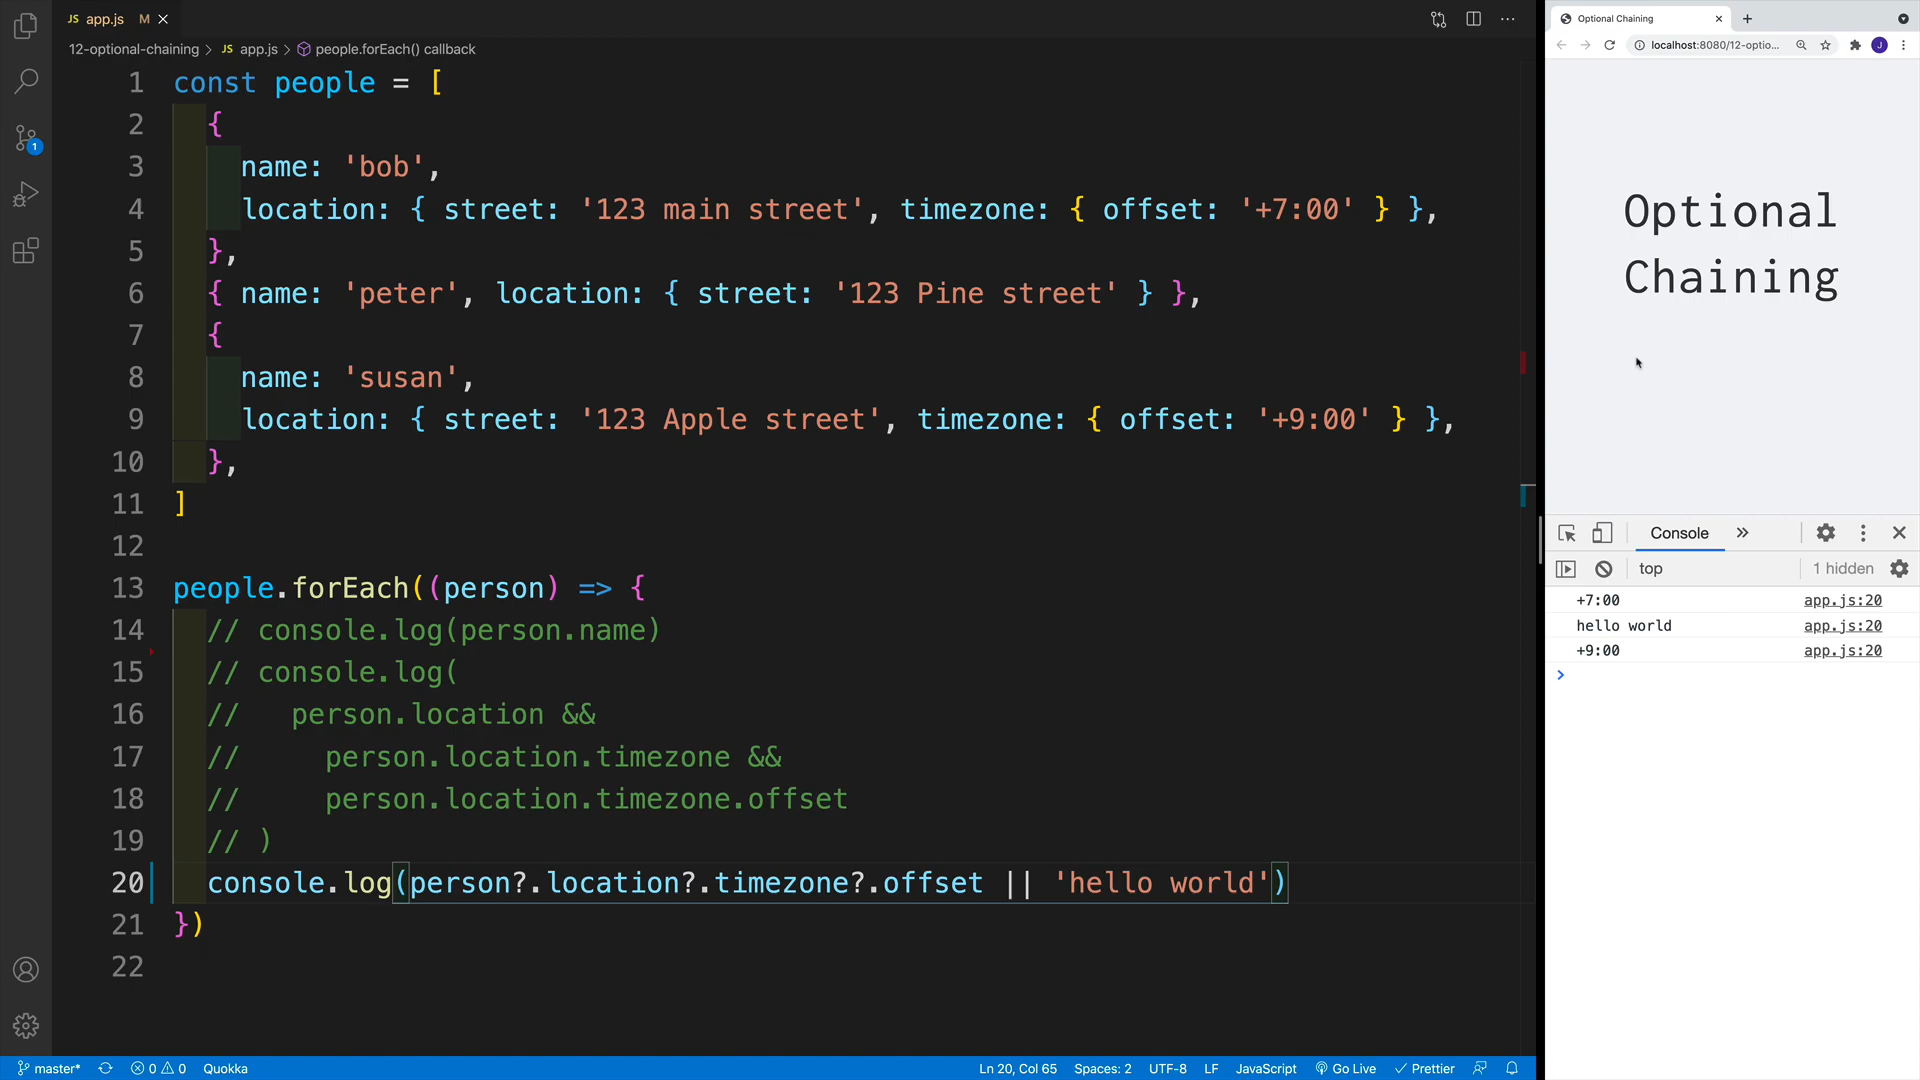 JS app.js M
12-optional-chaining > JS app.js > people.forEach() callback
1 const people = [
2 {
3 name: 'bob',
4 location: { street: '123 main street', timezone: { offset: '+7:00' } },
5 },
6 { name: 'peter', location: { street: '123 Pine street' } },
7 {
8 name: 'susan',
9 location: { street: '123 Apple street', timezone: { offset: '+9:00' } },
10 },
11 ]
12
13 people.forEach((person) => {
14 // console.log(person.name)
15 // console.log(
16 // person.location &&
17 // person.location.timezone &&
18 // person.location.timezone.offset
19 // )
20 console.log(person?.location?.timezone?.offset || 'hello world')
21 })
22
1
master* 0 0 Quokka Ln 20, Col 65 Spaces: 2 UTF-8 LF JavaScript Go Live Prettier
Optional Chaining
localhost:8080/12-optio... J
Optional
Chaining
Console
top 1 hidden
+7:00 app.js:20
hello world app.js:20
+9:00 app.js:20